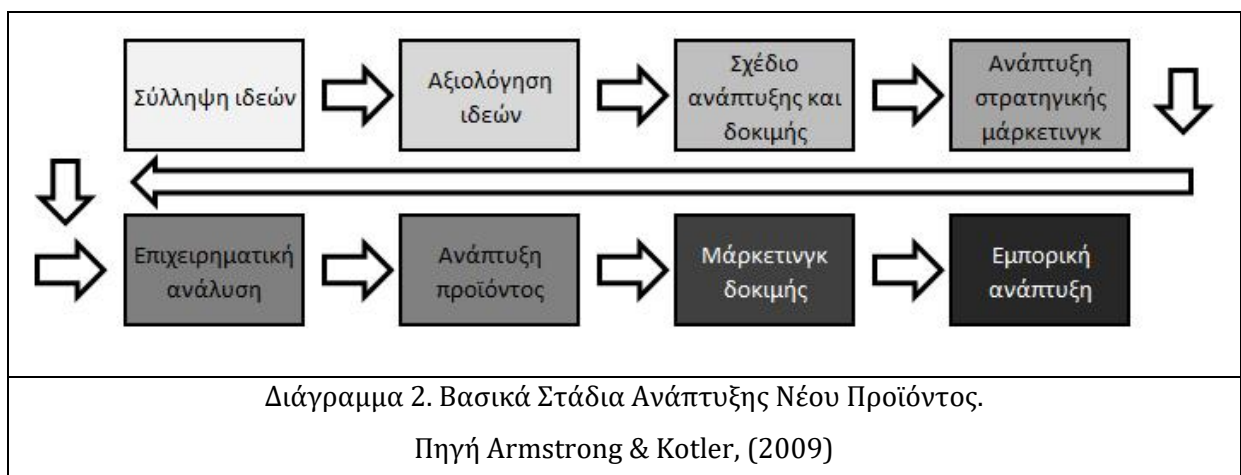 Σύλληψη ιδεών
Αξιολόγηση
ιδεών
Σχέδιο
ανάπτυξης και
δοκιμής
Ανάπτυξη
στρατηγικής
μάρκετινγκ
Επιχειρηματική
ανάλυση
Ανάπτυξη
προϊόντος
Μάρκετινγκ
δοκιμής
Εμπορική
ανάπτυξη
Διάγραμμα 2. Βασικά Στάδια Ανάπτυξης Νέου Προϊόντος.
Πηγή Armstrong & Kotler, (2009)